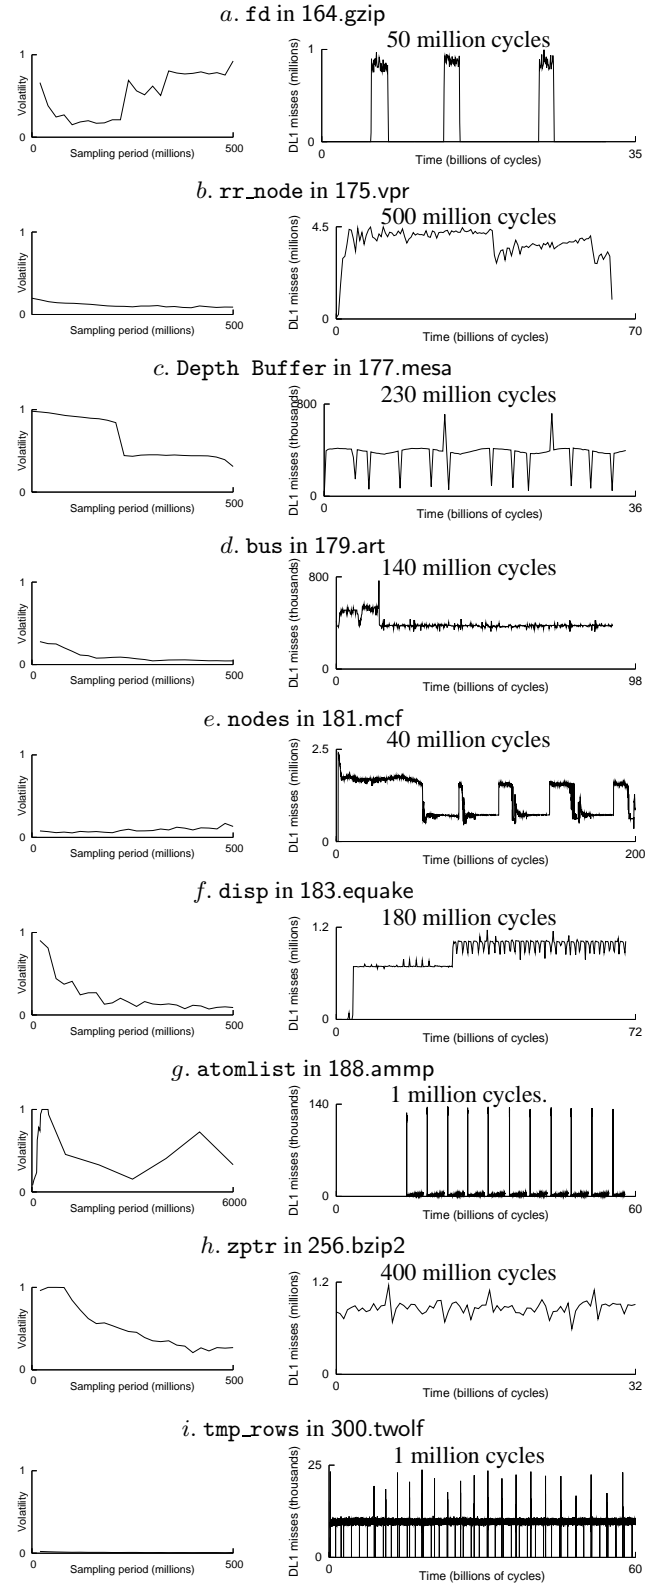 a. fd in 164.gzip
50 million cycles
1
Volatility
0
0
Sampling period (millions)
500
1
DL1 misses (millions)
0
0
Time (billions of cycles)
35
b. rr_node in 175.vpr
500 million cycles
1
Volatility
0
0
Sampling period (millions)
500
4.5
DL1 misses (millions)
0
0
Time (billions of cycles)
70
c. Depth Buffer in 177.mesa
230 million cycles
1
Volatility
0
0
Sampling period (millions)
500
800
DL1 misses (thousands)
0
0
Time (billions of cycles)
36
d. bus in 179.art
140 million cycles
1
Volatility
0
0
Sampling period (millions)
500
800
DL1 misses (thousands)
0
0
Time (billions of cycles)
98
e. nodes in 181.mcf
40 million cycles
1
Volatility
0
0
Sampling period (millions)
500
2.5
DL1 misses (millions)
0
0
Time (billions of cycles)
200
f. disp in 183.equake
180 million cycles
1
Volatility
0
0
Sampling period (millions)
500
1.2
DL1 misses (millions)
0
0
Time (billions of cycles)
72
g. atomlist in 188.ammp
1 million cycles.
1
Volatility
0
0
Sampling period (millions)
6000
140
DL1 misses (thousands)
0
0
Time (billions of cycles)
60
h. zptr in 256.bzip2
400 million cycles
1
Volatility
0
0
Sampling period (millions)
500
1.2
DL1 misses (millions)
0
0
Time (billions of cycles)
32
i. tmp_rows in 300.twolf
1 million cycles
1
Volatility
0
0
Sampling period (millions)
500
25
DL1 misses (thousands)
0
0
Time (billions of cycles)
60